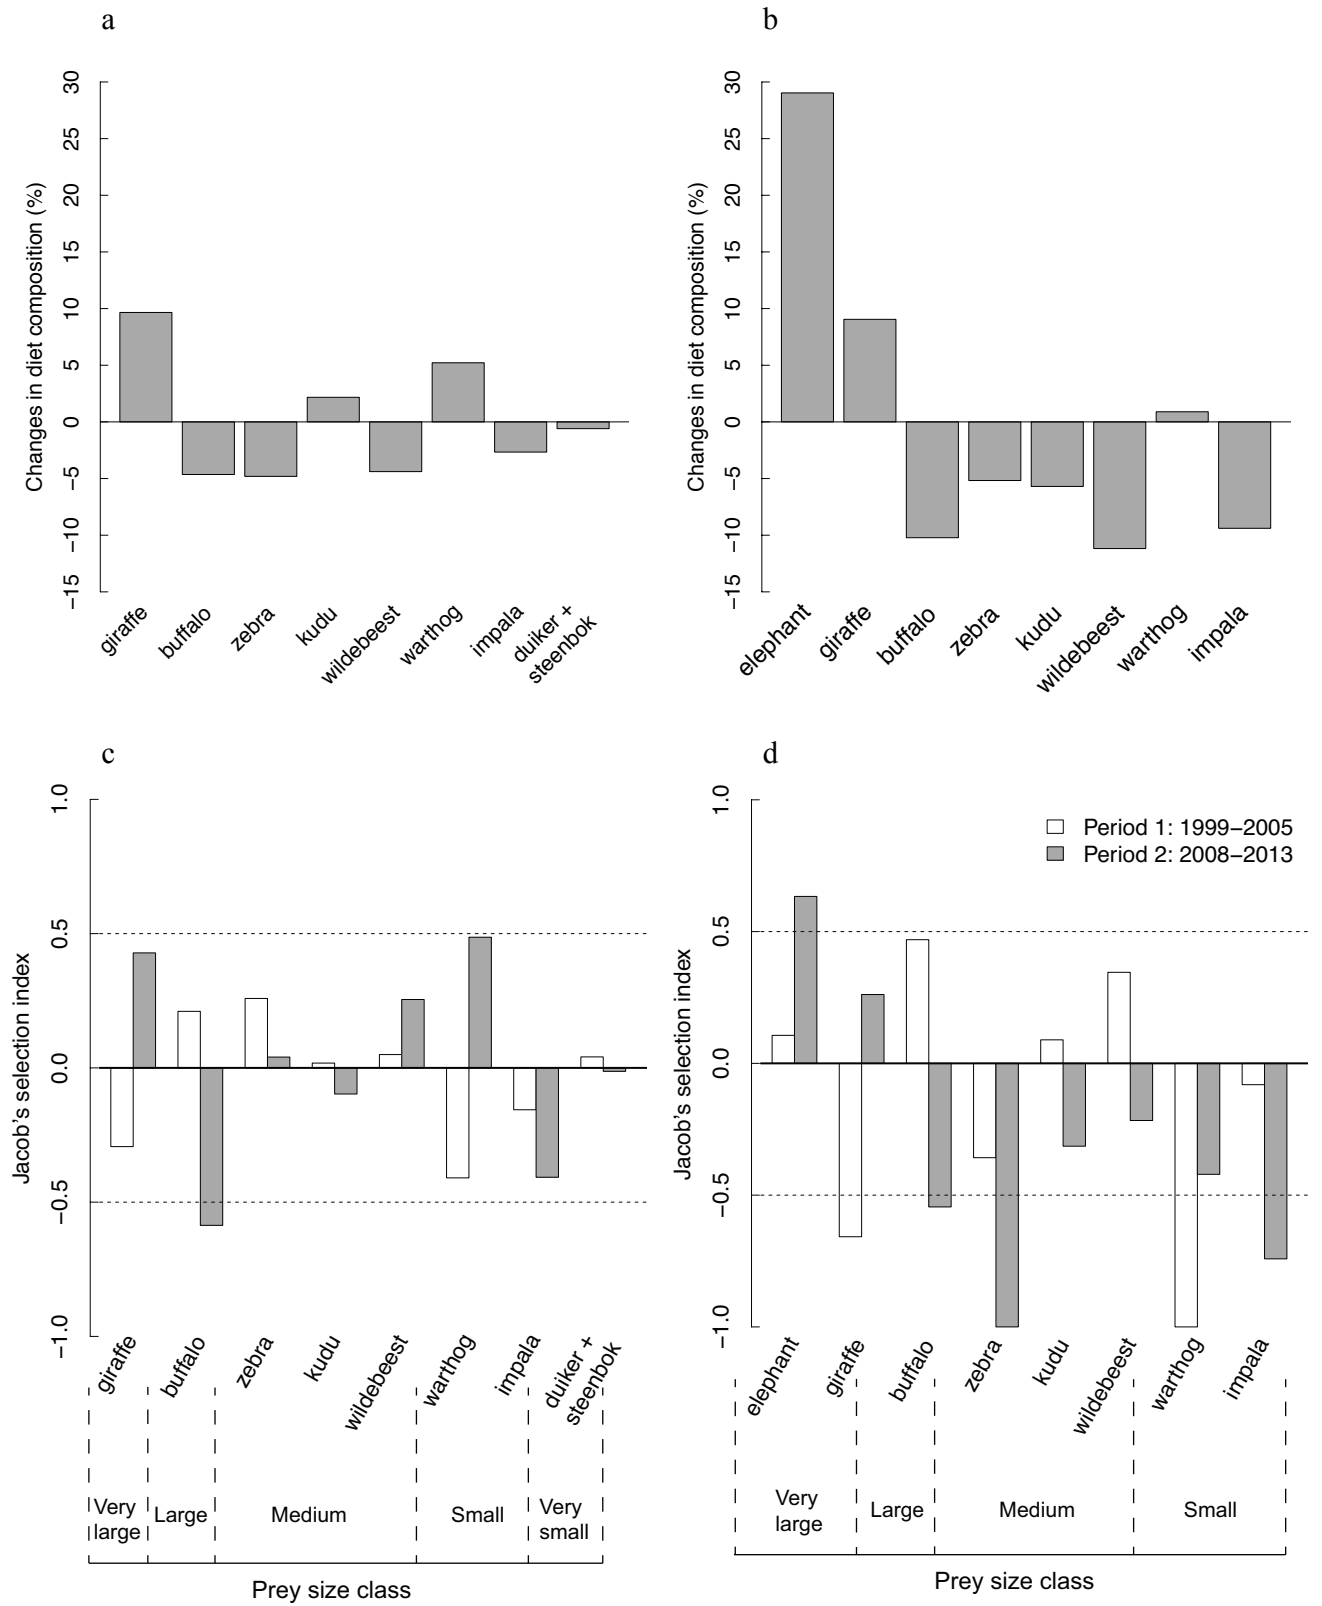 a
Changes in diet composition (%)
30
25
20
15
10
5
0
−5
−10
−15
giraffe
buffalo
zebra
kudu
wildebeest
warthog
impala
duiker +
steenbok
b
Changes in diet composition (%)
30
25
20
15
10
5
0
−5
−10
−15
elephant
giraffe
buffalo
zebra
kudu
wildebeest
warthog
impala
c
Jacob's selection index
1.0
0.5
0.0
−0.5
−1.0
giraffe
buffalo
zebra
kudu
wildebeest
warthog
impala
duiker +
steenbok
Very
large
Large
Medium
Small
Very
small
Prey size class
d
Period 1: 1999−2005
Period 2: 2008−2013
Jacob's selection index
1.0
0.5
0.0
−0.5
−1.0
elephant
giraffe
buffalo
zebra
kudu
wildebeest
warthog
impala
Very
large
Large
Medium
Small
Prey size class